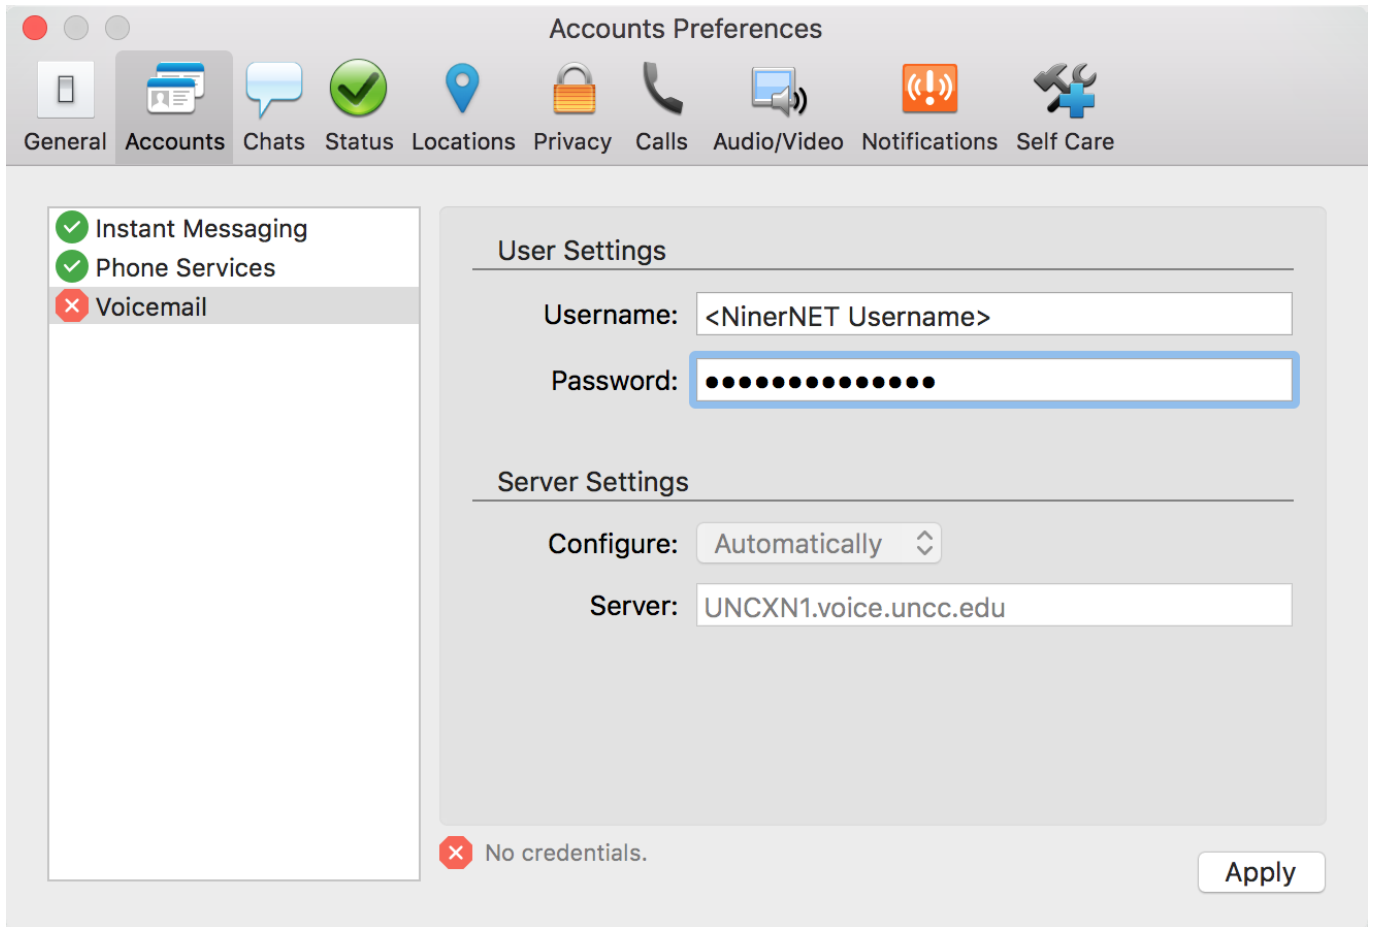 Accounts Preferences
General Accounts Chats Status Locations Privacy Calls Audio/Video Notifications Self Care
Instant Messaging
Phone Services
Voicemail
User Settings
Username: <NinerNET Username>
Password: ●●●●●●●●●●●●●●
Server Settings
Configure: Automatically
Server: UNCXN1.voice.uncc.edu
No credentials.
Apply